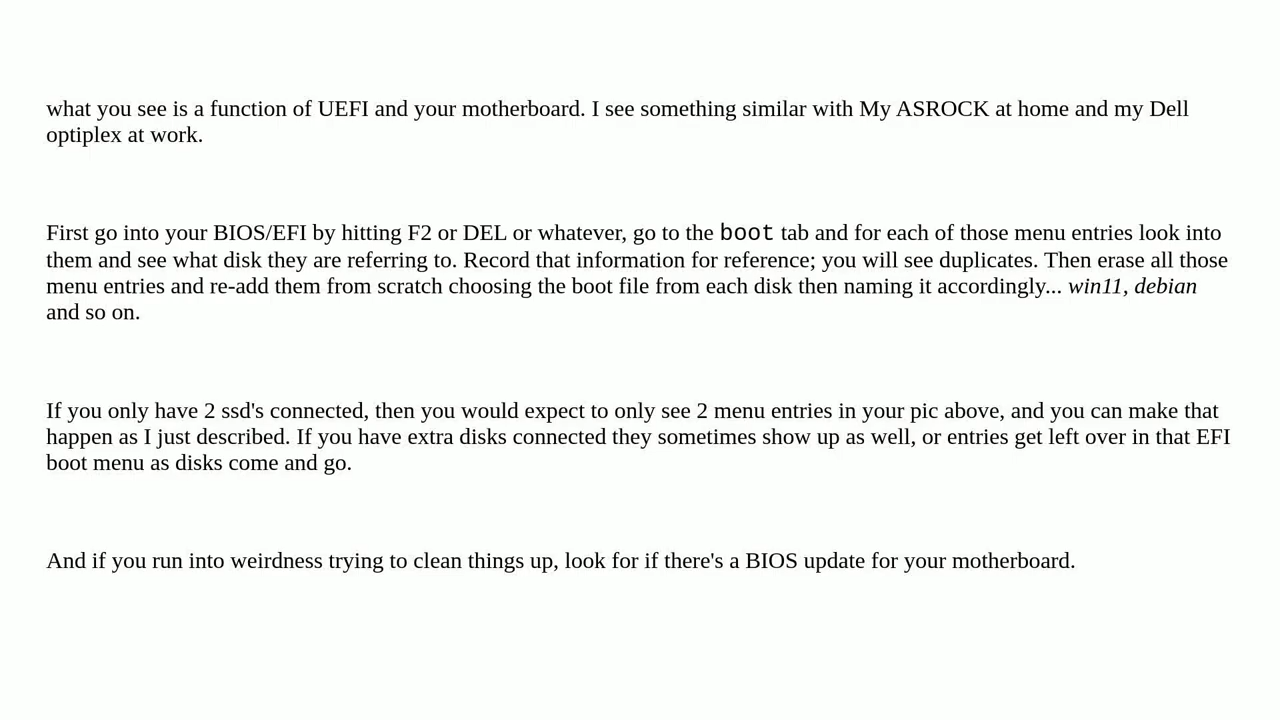 what you see is a function of UEFI and your motherboard. I see something similar with My ASROCK at home and my Dell
optiplex at work.
First go into your BIOS/EFI by hitting F2 or DEL or whatever, go to the boot tab and for each of those menu entries look into
them and see what disk they are referring to. Record that information for reference; you will see duplicates. Then erase all those
menu entries and re-add them from scratch choosing the boot file from each disk then naming it accordingly... win11, debian
and so on.
If you only have 2 ssd's connected, then you would expect to only see 2 menu entries in your pic above, and you can make that
happen as I just described. If you have extra disks connected they sometimes show up as well, or entries get left over in that EFI
boot menu as disks come and go.
And if you run into weirdness trying to clean things up, look for if there's a BIOS update for your motherboard.